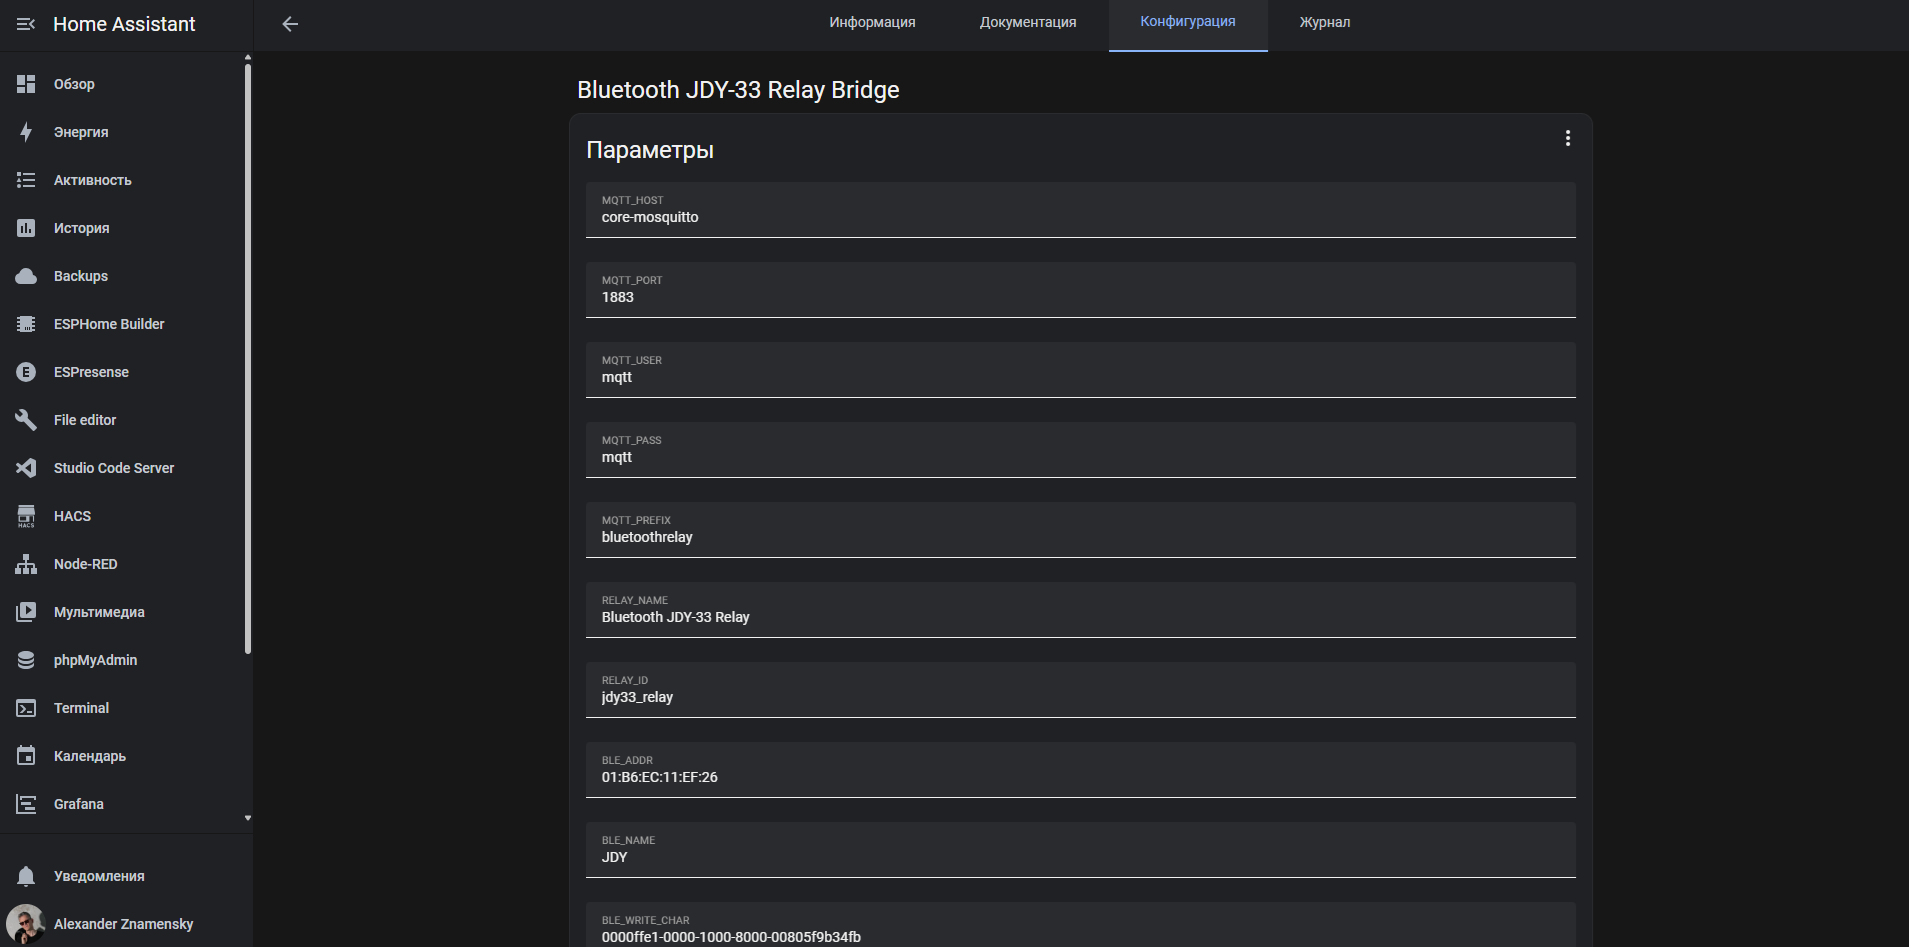 Home Assistant
Информация
Документация
Конфигурация
Журнал
Обзор
Энергия
Активность
История
Backups
ESPHome Builder
E
ESPresense
File editor
Studio Code Server
HACS
HACS
Node-RED
Мультимедиа
phpMyAdmin
Terminal
Календарь
Grafana
Уведомления
Alexander Znamensky
Bluetooth JDY-33 Relay Bridge
Параметры
MQTT_HOST
core-mosquitto
MQTT_PORT
1883
MQTT_USER
mqtt
MQTT_PASS
mqtt
MQTT_PREFIX
bluetoothrelay
RELAY_NAME
Bluetooth JDY-33 Relay
RELAY_ID
jdy33_relay
BLE_ADDR
01:B6:EC:11:EF:26
BLE_NAME
JDY
BLE_WRITE_CHAR
0000ffe1-0000-1000-8000-00805f9b34fb